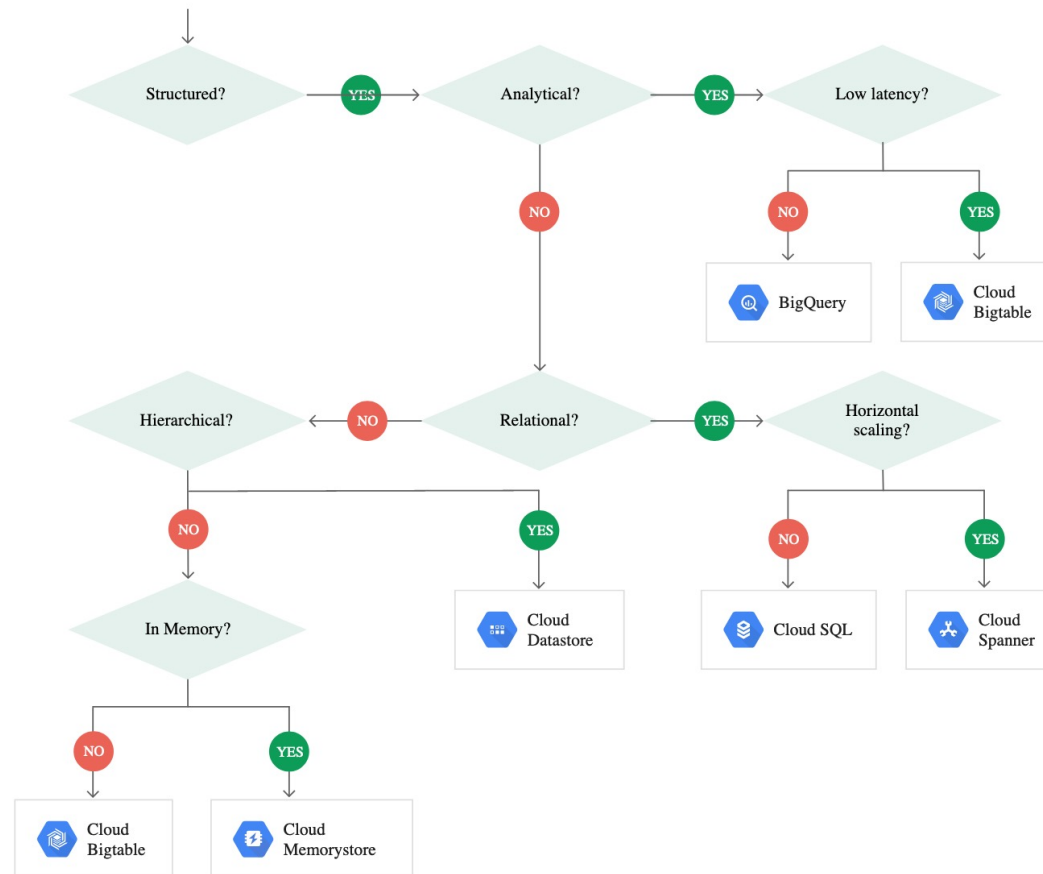 Structured?
YES
Analytical?
YES
Low latency?
NO
NO
YES
BigQuery
Cloud
Bigtable
Hierarchical?
NO
Relational?
YES
Horizontal
scaling?
NO
YES
NO
YES
In Memory?
Cloud
Datastore
Cloud SQL
Cloud
Spanner
NO
YES
Cloud
Bigtable
Cloud
Memorystore